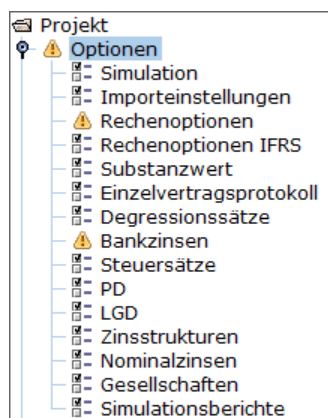 Projekt
Optionen
Simulation
Importeinstellungen
Rechenoptionen
Rechenoptionen IFRS
Substanzwert
Einzelvertragsprotokoll
Degressionssätze
Bankzinsen
Steuersätze
PD
LGD
Zinsstrukturen
Nominalzinsen
Gesellschaften
Simulationsberichte